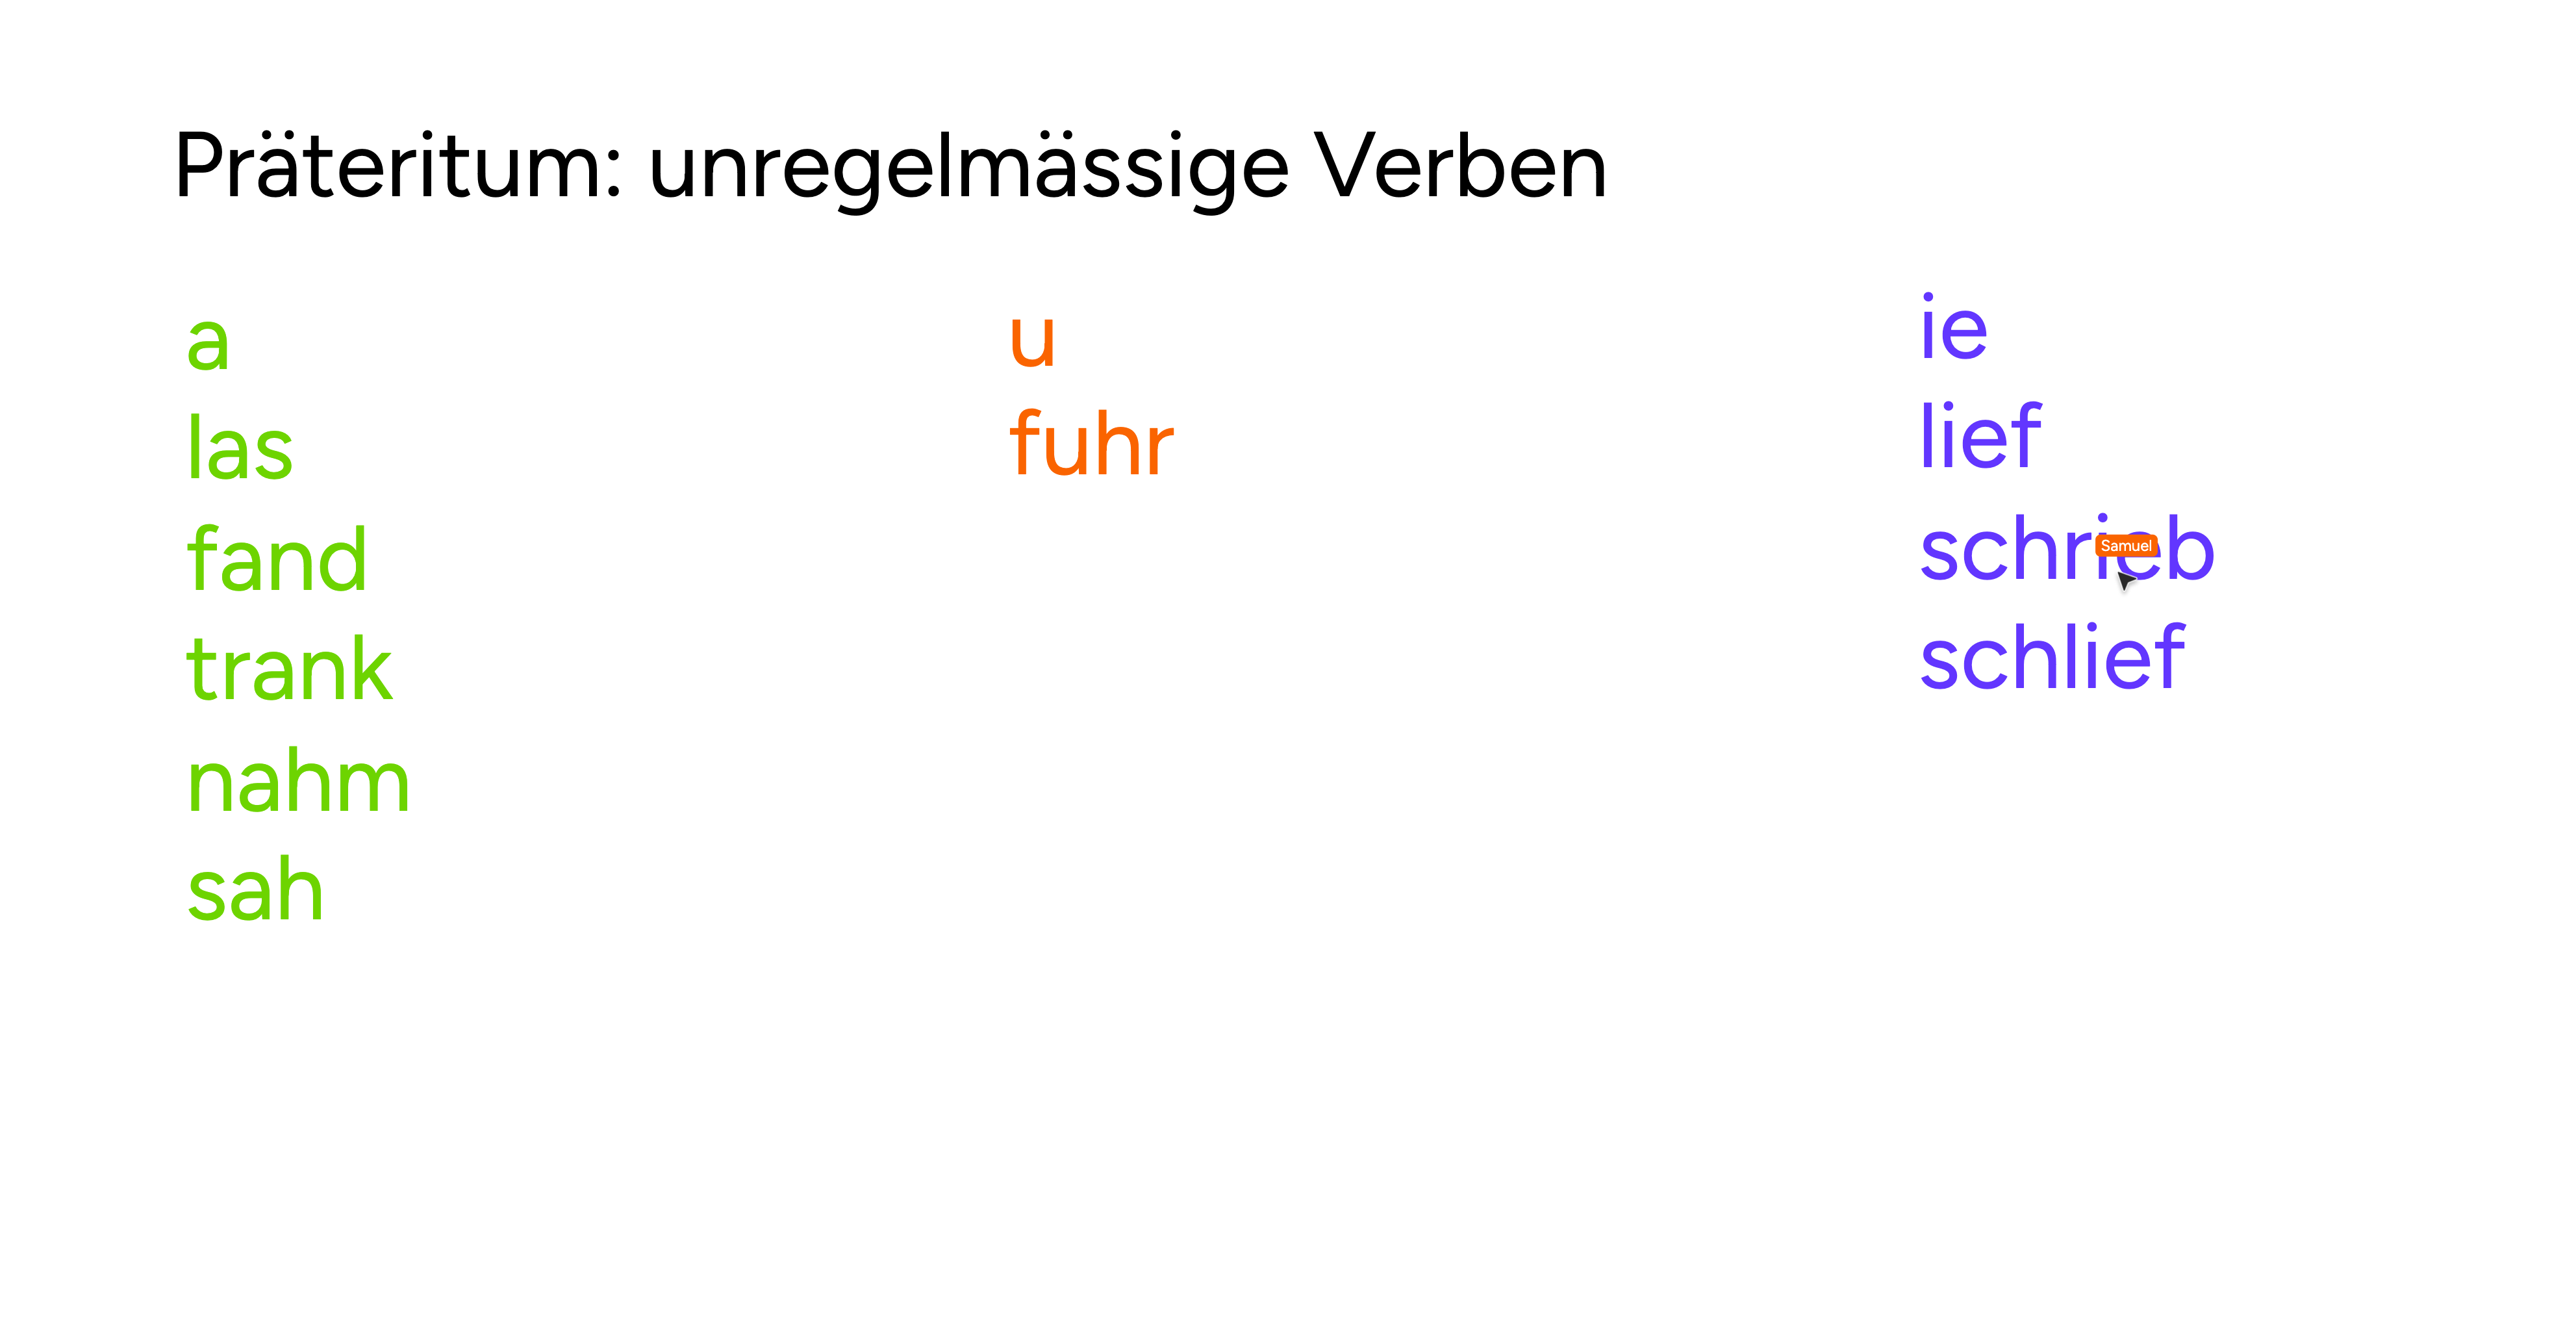 Präteritum: unregelmässige Verben
a
las
fand
trank
nahm
sah
u
fuhr
ie
lief
schrieb
Samuel
schlief